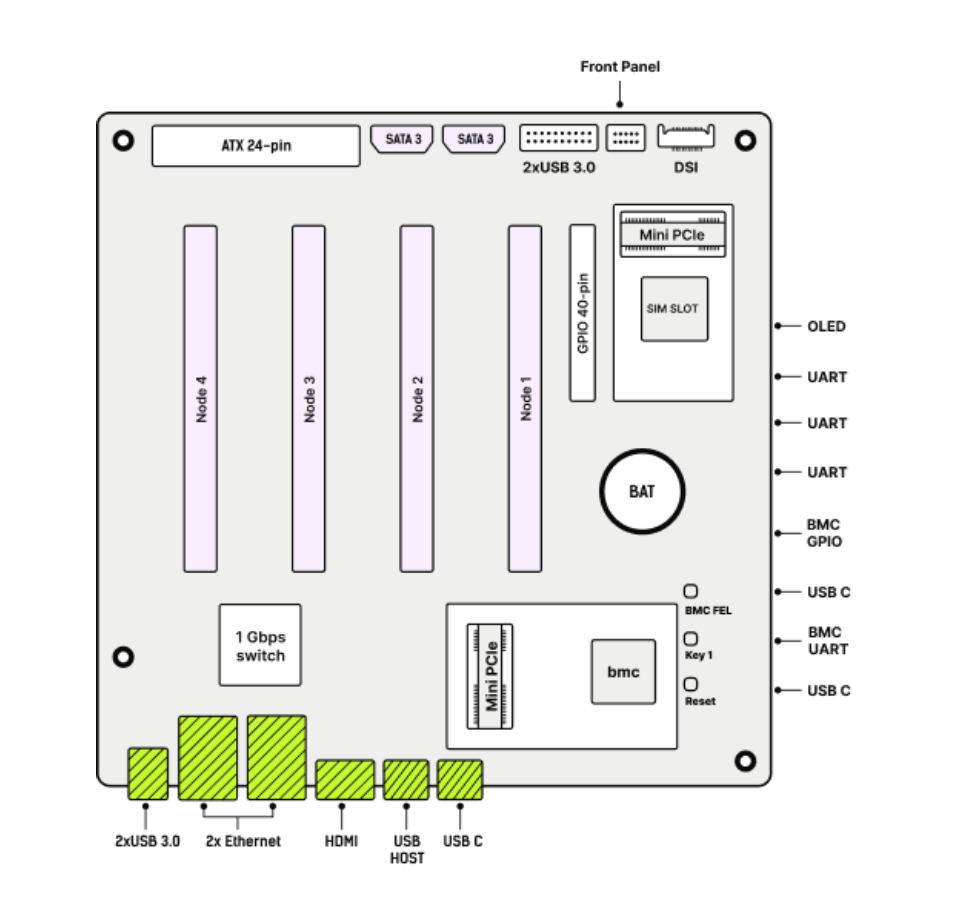 Front Panel
ATX 24-pin
SATA 3
SATA 3
2xUSB 3.0
DSI
Mini PCIe
SIM SLOT
GPIO 40-pin
Node 4
Node 3
Node 2
Node 1
OLED
UART
UART
UART
BAT
BMC
GPIO
USB C
BMC FEL
BMC
UART
Key 1
USB C
Reset
1 Gbps
switch
Mini PCIe
bmc
2xUSB 3.0
2x Ethernet
HDMI
USB
HOST
USB C